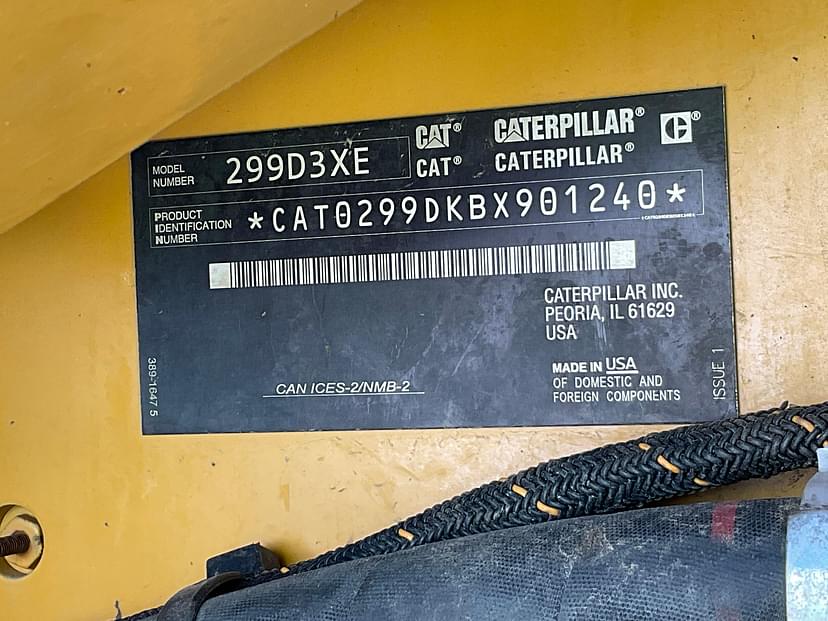 MODEL NUMBER 299D3XE
CAT® CATERPILLAR® C®
CAT® CATERPILLAR®
PRODUCT IDENTIFICATION NUMBER *CAT0299DKBX901240*
CATERPILLAR INC.
PEORIA, IL 61629
USA
MADE IN USA
OF DOMESTIC AND
FOREIGN COMPONENTS
CAN ICES-2/NMB-2
389-1647 5
ISSUE 1